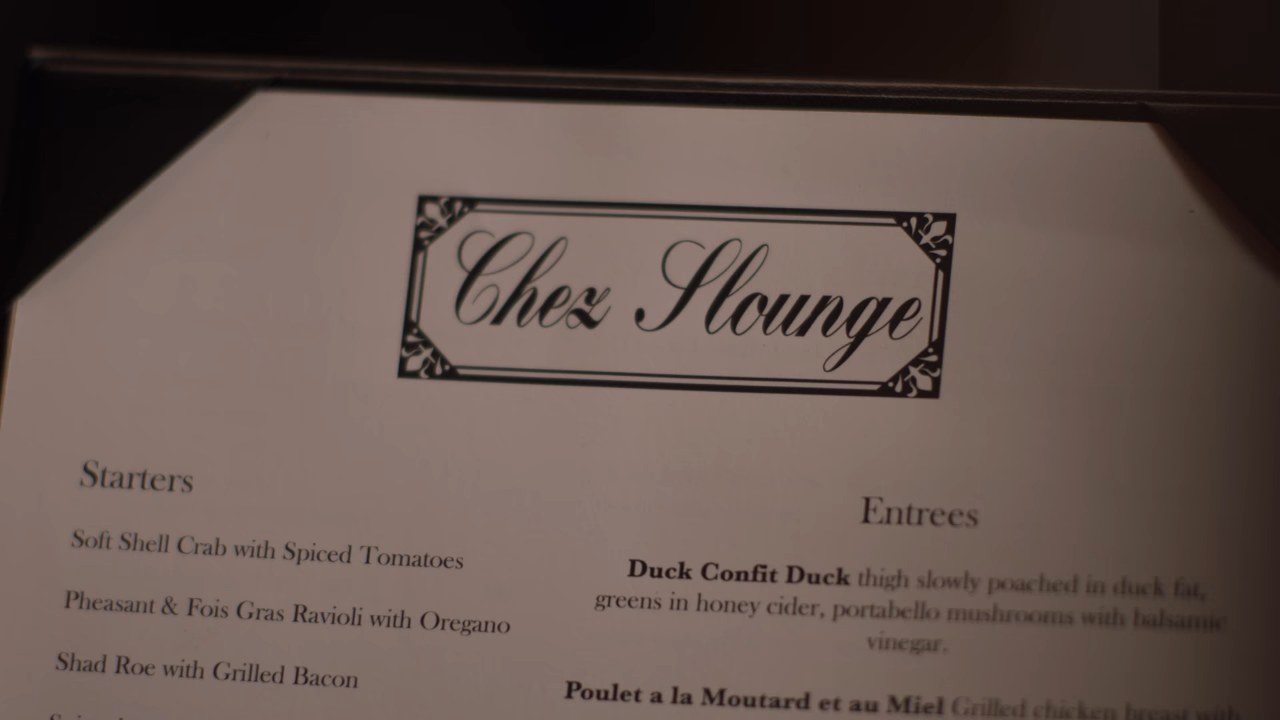 Chez Slounge
Starters
Soft Shell Crab with Spiced Tomatoes
Pheasant & Fois Gras Ravioli with Oregano
Shad Roe with Grilled Bacon
Entrees
Duck Confit Duck thigh slowly poached in duck fat,
greens in honey cider, portabello mushrooms with balsamic
vinegar.
Poulet a la Moutard et au Miel Grilled chicken breast with